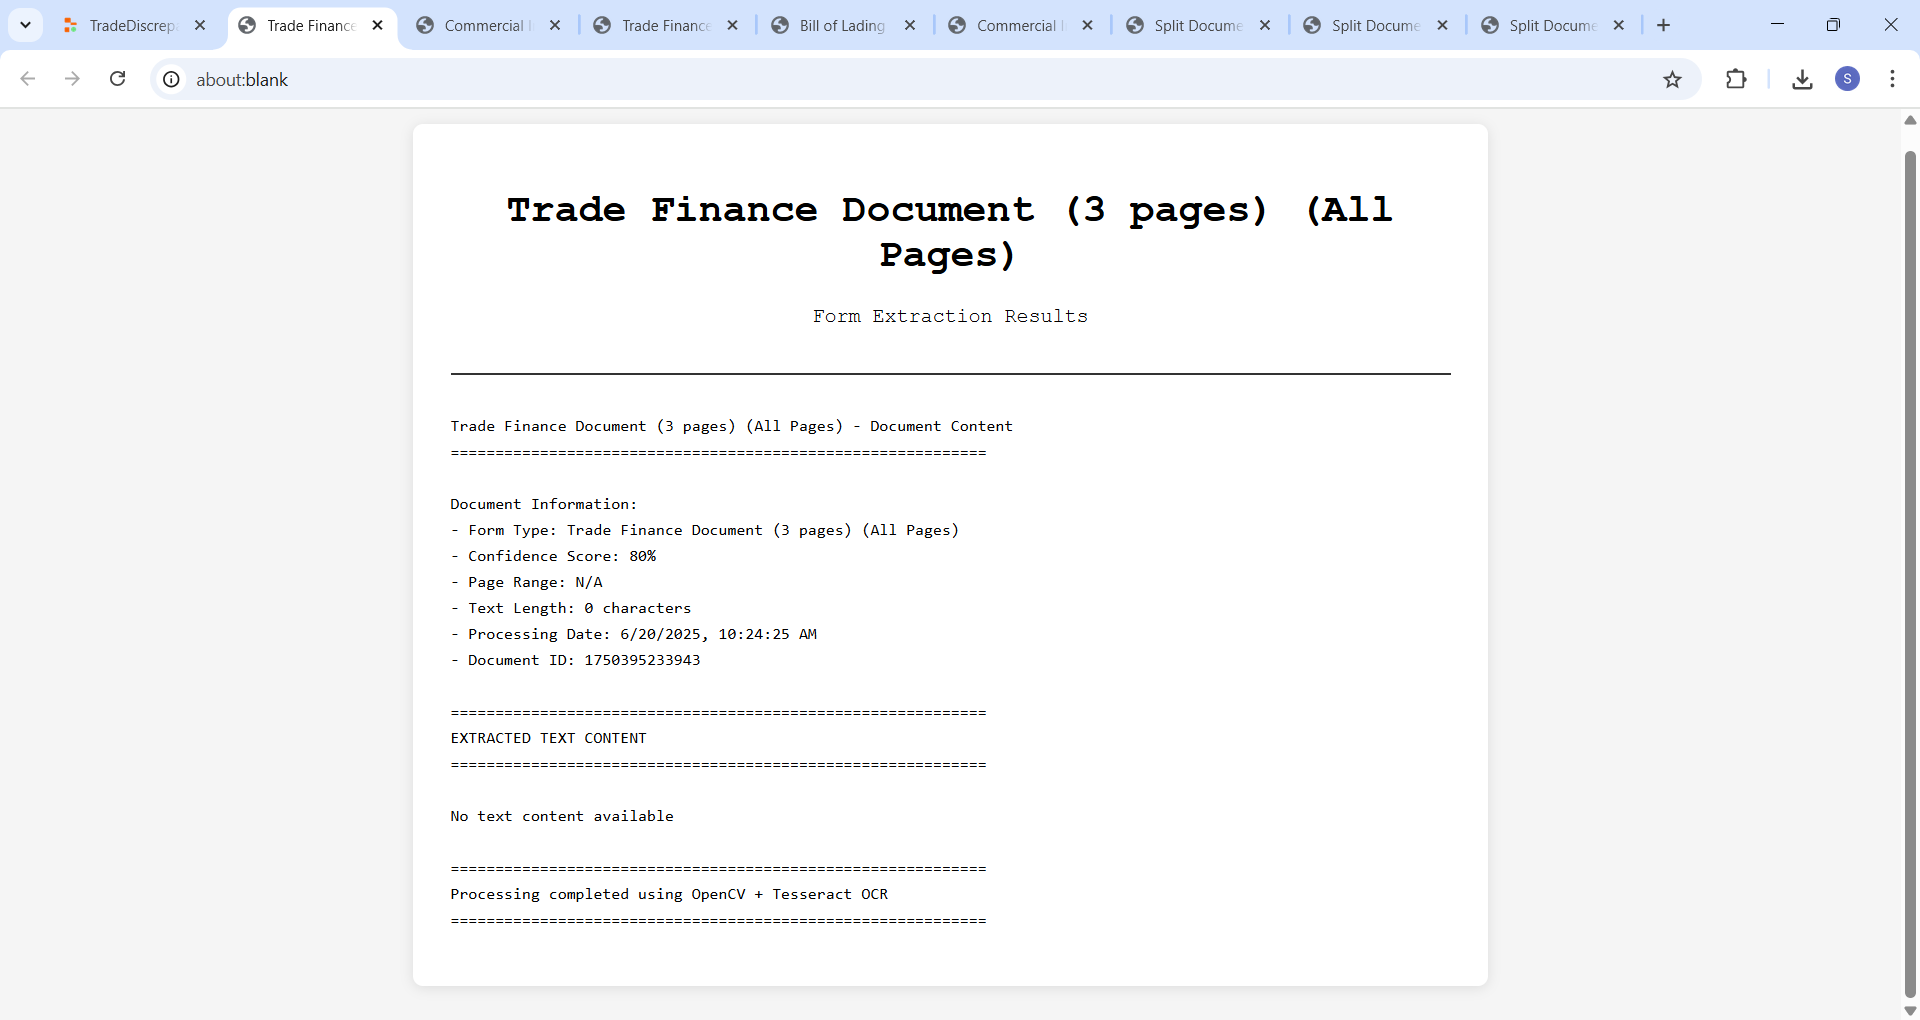 TradeDiscrep
Trade Finance
Commercial I
Trade Finance
Bill of Lading
Commercial I
Split Docume
Split Docume
Split Docume
about:blank
S
Trade Finance Document (3 pages) (All
Pages)
Form Extraction Results
Trade Finance Document (3 pages) (All Pages) - Document Content
============================================================
Document Information:
- Form Type: Trade Finance Document (3 pages) (All Pages)
- Confidence Score: 80%
- Page Range: N/A
- Text Length: 0 characters
- Processing Date: 6/20/2025, 10:24:25 AM
- Document ID: 1750395233943
============================================================
EXTRACTED TEXT CONTENT
============================================================
No text content available
============================================================
Processing completed using OpenCV + Tesseract OCR
============================================================